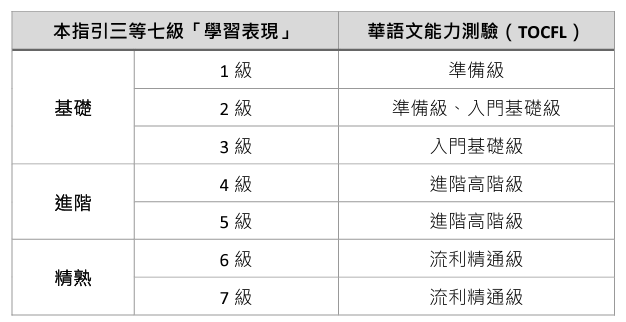 本指引三等七級「學習表現」 華語文能力測驗（TOCFL）
基礎 1 級 準備級
2 級 準備級、入門基礎級
3 級 入門基礎級
進階 4 級 進階高階級
5 級 進階高階級
精熟 6 級 流利精通級
7 級 流利精通級